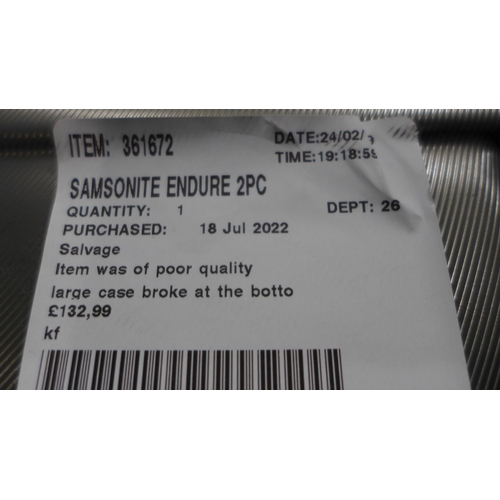 ITEM: 361672 DATE:24/02/
TIME:19:18:59
SAMSONITE ENDURE 2PC
QUANTITY: 1 DEPT: 26
PURCHASED: 18 Jul 2022
Salvage
Item was of poor quality
large case broke at the botto
£132,99
kf